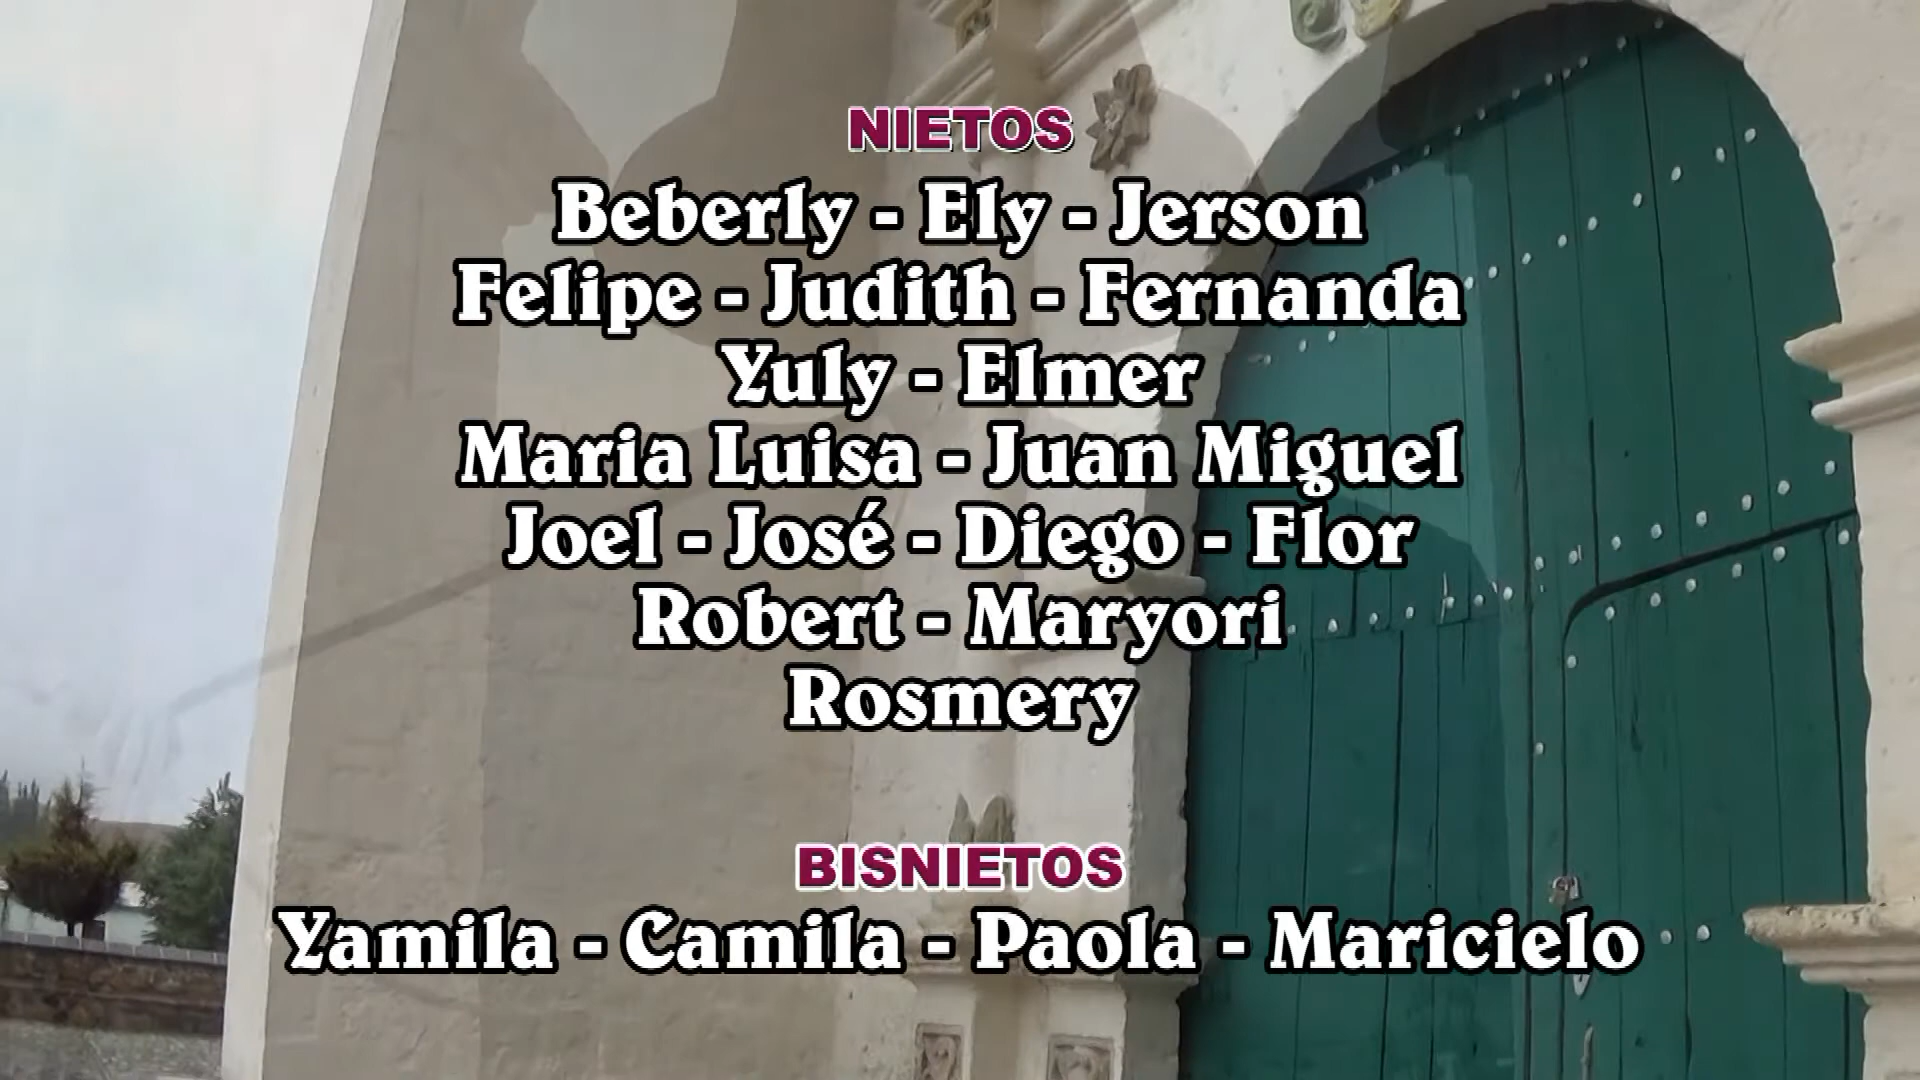 NIETOS
Beberly - Ely - Jerson
Felipe - Judith - Fernanda
Yuly - Elmer
Maria Luisa - Juan Miguel
Joel - José - Diego - Flor
Robert - Maryori
Rosmery
BISNIETOS
Yamila - Camila - Paola - Maricielo